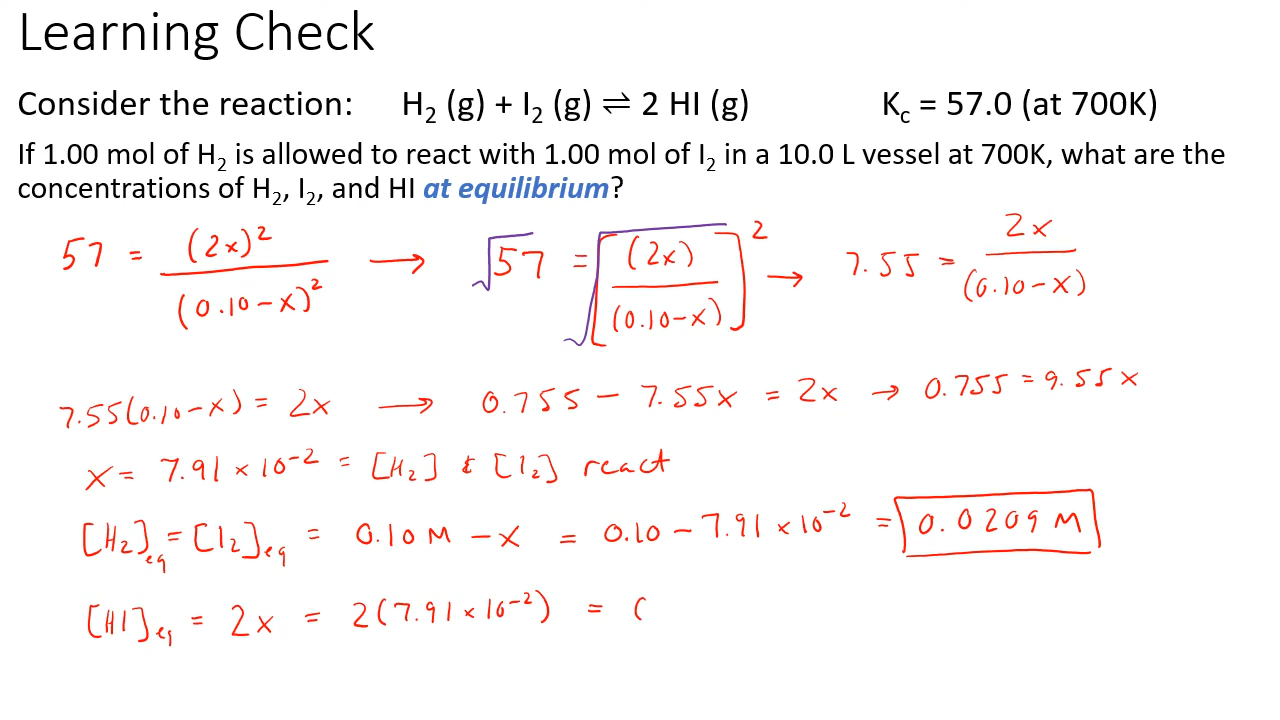 Learning Check
Consider the reaction: H₂ (g) + I₂ (g) ⇌ 2 HI (g) K꜀ = 57.0 (at 700K)
If 1.00 mol of H₂ is allowed to react with 1.00 mol of I₂ in a 10.0 L vessel at 700K, what are the
concentrations of H₂, I₂, and HI at equilibrium?
57 = (2x)² / (0.10 - x)² → √57 = √[(2x) / (0.10 - x)]² → 7.55 = 2x / (0.10 - x)
7.55(0.10 - x) = 2x → 0.755 - 7.55x = 2x → 0.755 = 9.55x
x = 7.91 × 10⁻² = [H₂] & [I₂] react
[H₂]eq = [I₂]eq = 0.10 M - x = 0.10 - 7.91 × 10⁻² = 0.0209 M
[HI]eq = 2x = 2(7.91 × 10⁻²) = (